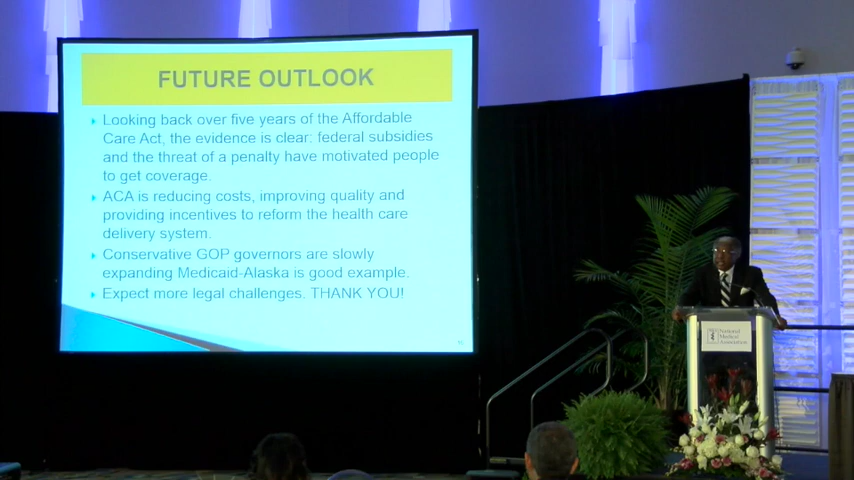 FUTURE OUTLOOK
Looking back over five years of the Affordable
Care Act, the evidence is clear: federal subsidies
and the threat of a penalty have motivated people
to get coverage.
ACA is reducing costs, improving quality and
providing incentives to reform the health care
delivery system.
Conservative GOP governors are slowly
expanding Medicaid-Alaska is good example.
Expect more legal challenges. THANK YOU!
National
Medical
Association